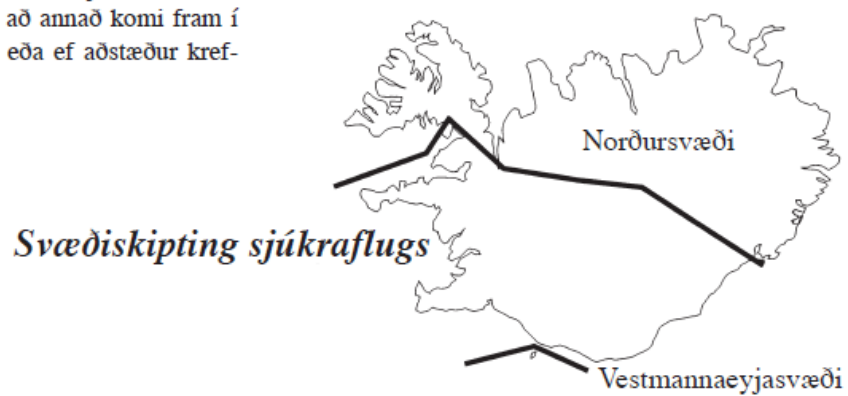 að annað komi fram í
eða ef aðstæður kref-
Norðursvæði
Svæðiskipting sjúkraflugs
Vestmannaeyjasvæði